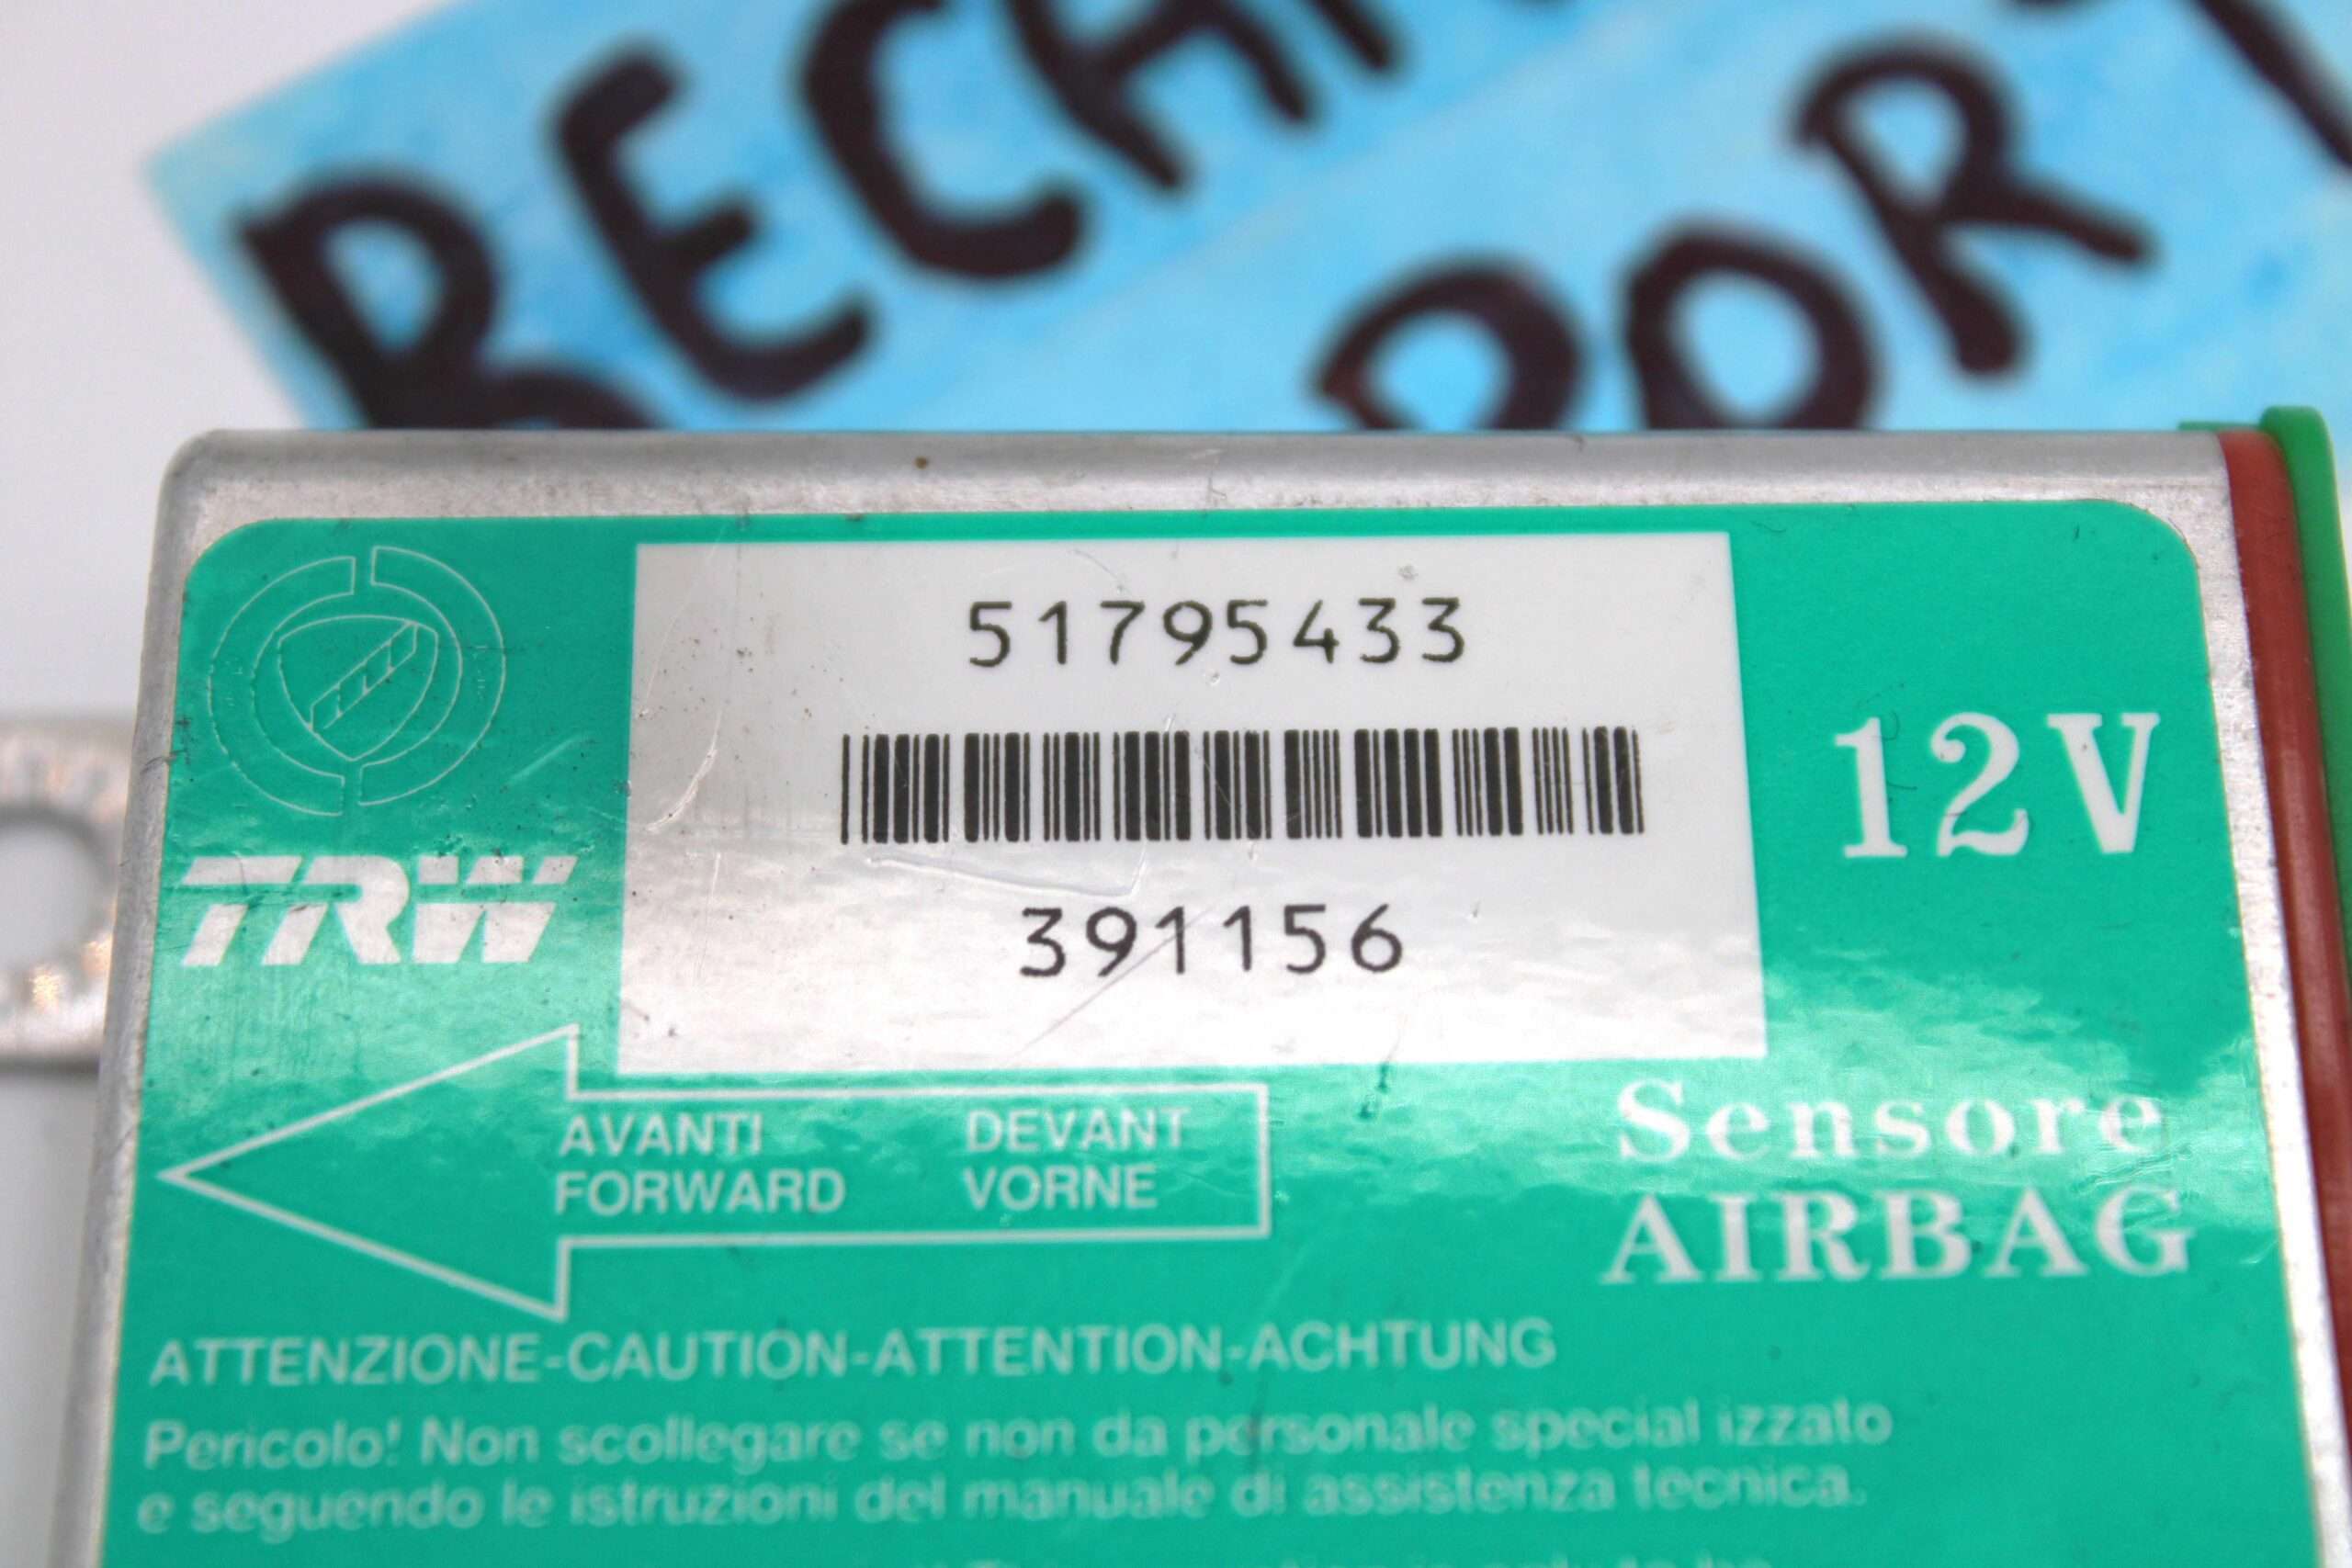 51795433
12V
391156
TRW
AVANTI DEVANT
FORWARD VORNE
Sensore
AIRBAG
ATTENZIONE-CAUTION-ATTENTION-ACHTUNG
Pericolo! Non scollegare se non da personale special izzato
e seguendo le istruzioni del manuale di assistenza tecnica.